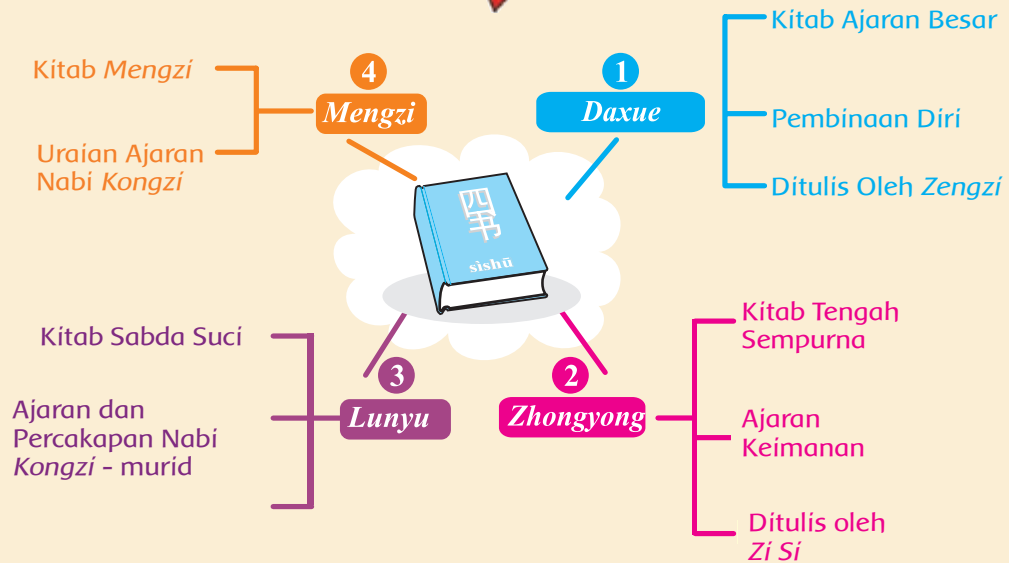 1
Daxue
Kitab Ajaran Besar
Pembinaan Diri
Ditulis Oleh Zengzi
2
Zhongyong
Kitab Tengah
Sempurna
Ajaran
Keimanan
Ditulis oleh
Zi Si
3
Lunyu
Kitab Sabda Suci
Ajaran dan
Percakapan Nabi
Kongzi - murid
4
Mengzi
Kitab Mengzi
Uraian Ajaran
Nabi Kongzi
四
书
sìshū